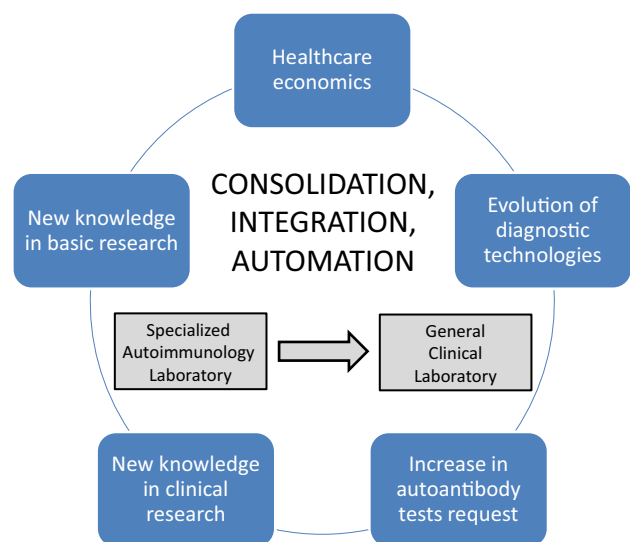 Healthcare
economics
CONSOLIDATION,
INTEGRATION,
AUTOMATION
New knowledge
in basic research
Evolution of
diagnostic
technologies
Specialized
Autoimmunology
Laboratory
General
Clinical
Laboratory
New knowledge
in clinical
research
Increase in
autoantibody
tests request